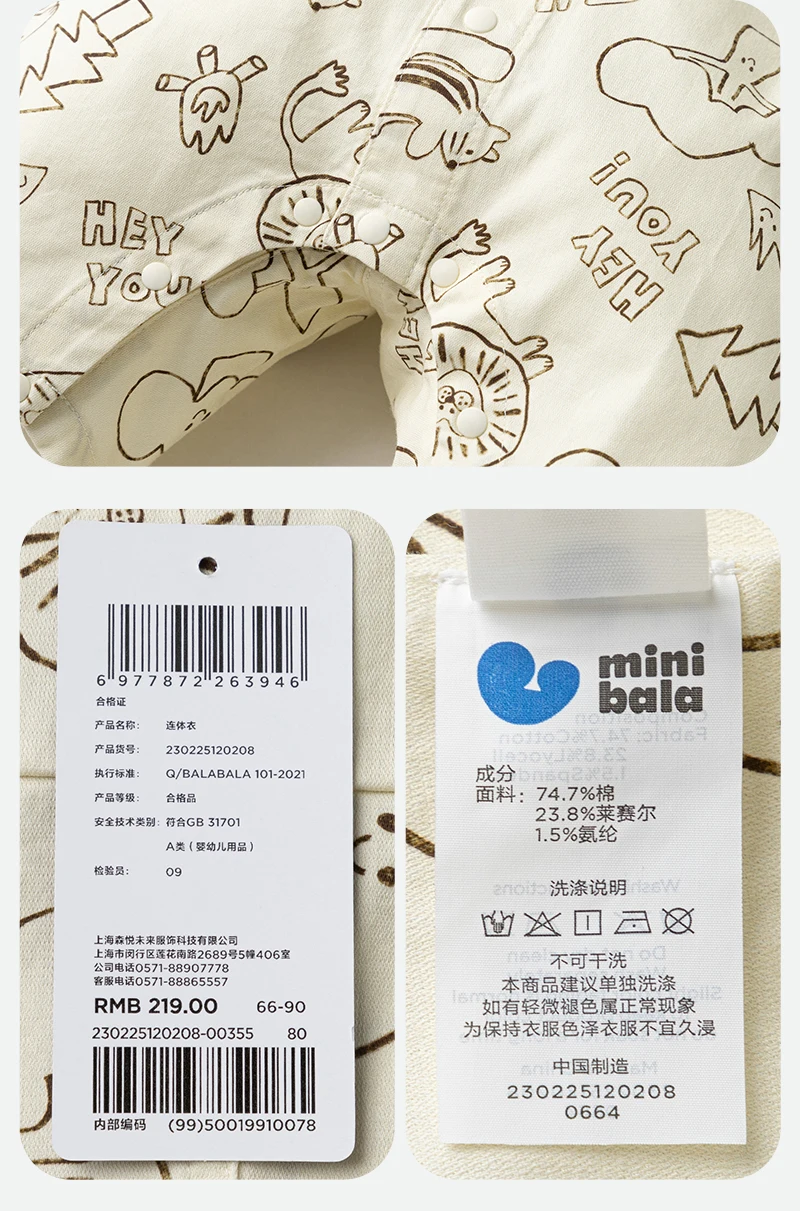 HEY
YOU
HEY
YOU!
HEY
6 977872 263946
合格证
产品名称: 连体衣
产品货号: 230225120208
执行标准: Q/BALABALA 101-2021
产品等级: 合格品
安全技术类别: 符合GB 31701
A类(婴幼儿用品)
检验员: 09
上海森悦未来服饰科技有限公司
上海市闵行区莲花南路2689号5幢406室
公司电话0571-88907778
客服电话0571-88865557
RMB 219.00 66-90
230225120208-00355 80
内部编码 (99)50019910078
mini
bala
Composition
Fabric: 74.7%Cotton
23.8%Lyocell
成分
面料: 74.7%棉
23.8%莱赛尔
1.5%氨纶
洗涤说明
不可干洗
本商品建议单独洗涤
如有轻微褪色属正常现象
为保持衣服色泽衣服不宜久浸
中国制造
230225120208
0664